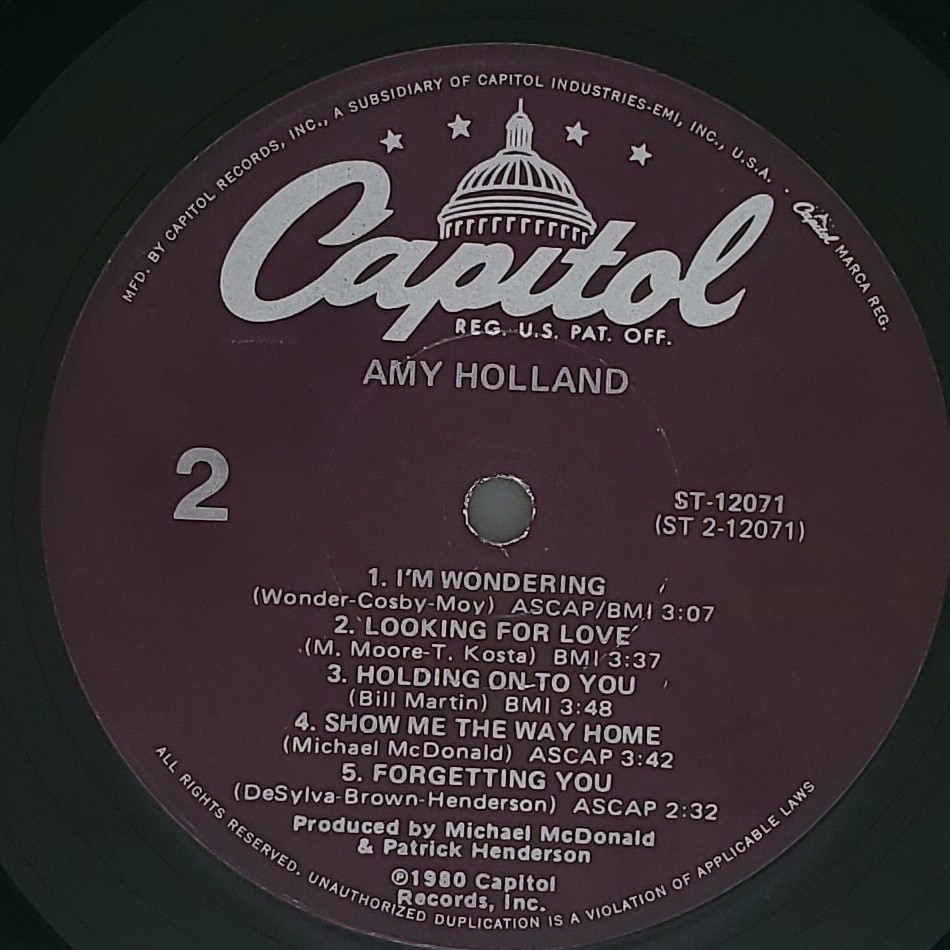 MFD. BY CAPITOL RECORDS, INC., A SUBSIDIARY OF CAPITOL INDUSTRIES-EMI, INC., U.S.A. · Capitol MARCA REG.
Capitol
REG. U.S. PAT. OFF.
AMY HOLLAND
2
ST-12071
(ST 2-12071)
1. I'M WONDERING
(Wonder-Cosby-Moy) ASCAP/BMI 3:07
2. LOOKING FOR LOVE
(M. Moore-T. Kosta) BMI 3:37
3. HOLDING ON TO YOU
(Bill Martin) BMI 3:48
4. SHOW ME THE WAY HOME
(Michael McDonald) ASCAP 3:42
5. FORGETTING YOU
(DeSylva-Brown-Henderson) ASCAP 2:32
Produced by Michael McDonald
& Patrick Henderson
℗1980 Capitol
Records, Inc.
ALL RIGHTS RESERVED. UNAUTHORIZED DUPLICATION IS A VIOLATION OF APPLICABLE LAWS